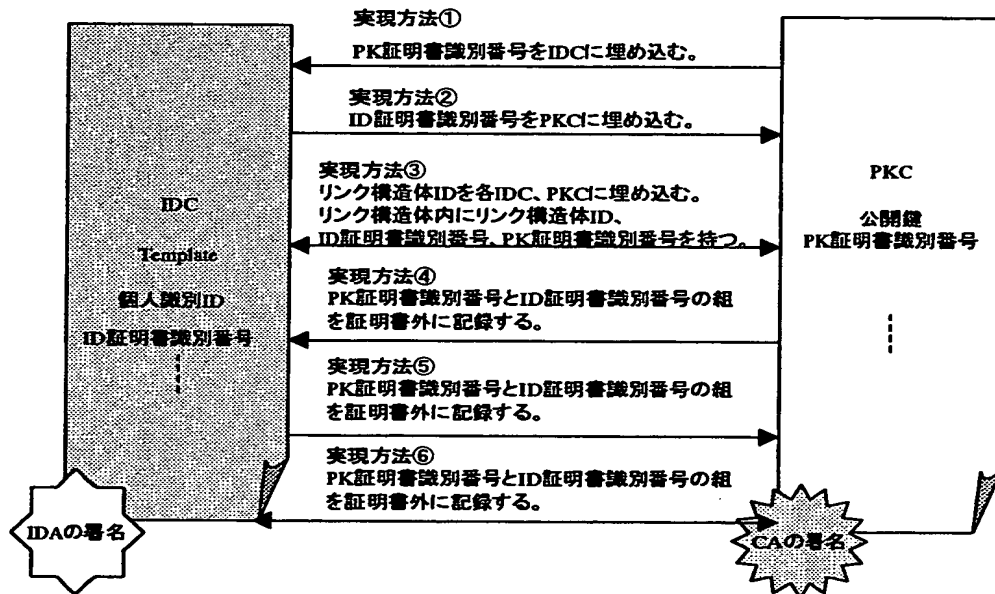 実現方法①
PK証明書識別番号をIDCに埋め込む。
実現方法②
ID証明書識別番号をPKCに埋め込む。
実現方法③
リンク構造体IDを各IDC、PKCに埋め込む。
リンク構造体内にリンク構造体ID、
ID証明書識別番号、PK証明書識別番号を持つ。
実現方法④
PK証明書識別番号とID証明書識別番号の組
を証明書外に記録する。
実現方法⑤
PK証明書識別番号とID証明書識別番号の組
を証明書外に記録する。
実現方法⑥
PK証明書識別番号とID証明書識別番号の組
を証明書外に記録する。
IDC
Template
個人識別ID
ID証明書識別番号
IDAの署名
PKC
公開鍵
PK証明書識別番号
CAの署名